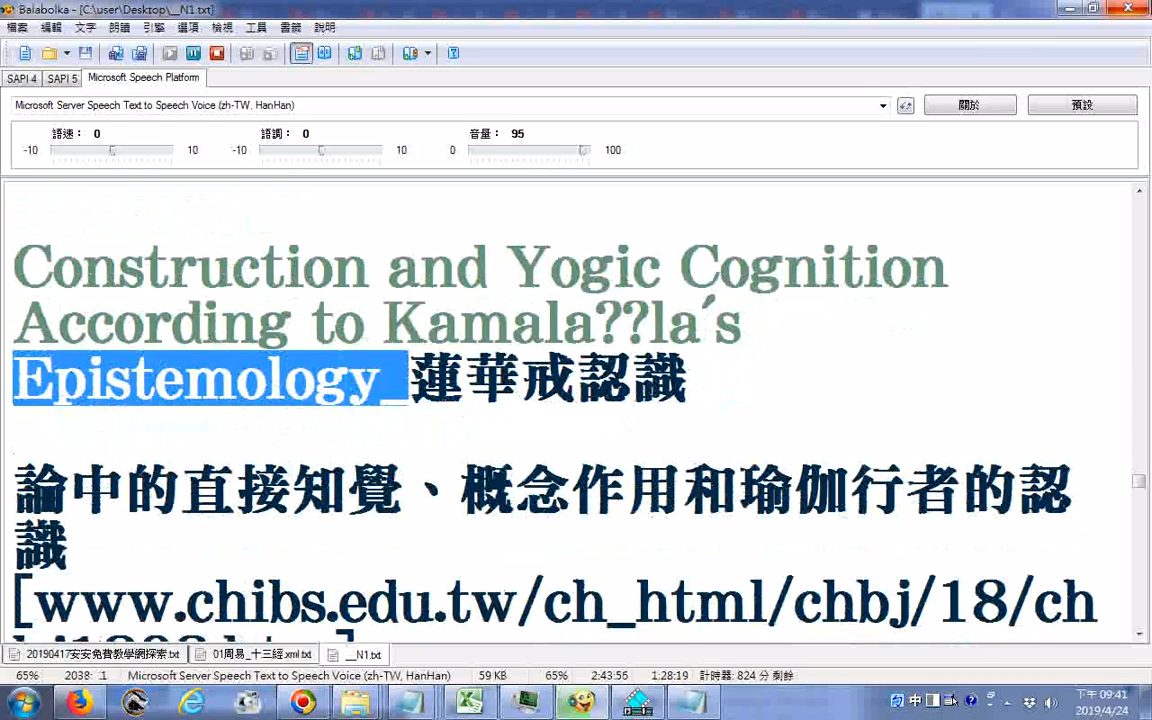 Balabolka - [C:\user\Desktop\__N1.txt]
檔案 編輯 文字 朗讀 引擎 選項 檢視 工具 書籤 說明
SAPI 4 SAPI 5 Microsoft Speech Platform
Microsoft Server Speech Text to Speech Voice (zh-TW, HanHan) 關於 預設
語速： 0 語調： 0 音量： 95
-10 10 -10 10 0 100
Construction and Yogic Cognition
According to Kamala??la′s
Epistemology_蓮華戒認識
論中的直接知覺、概念作用和瑜伽行者的認
識
[www.chibs.edu.tw/ch_html/chbj/18/ch
20190417安安免費教學網探索.txt 01周易_十三經.xml.txt __N1.txt
65% 2038: 1 Microsoft Server Speech Text to Speech Voice (zh-TW, HanHan) 59 KB 65% 2:43:56 1:28:19 計時器: 824 分 剩餘
中 下午 09:41
2019/4/24